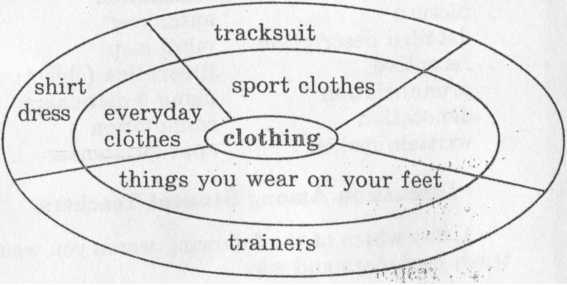 tracksuit
shirt
dress
sport clothes
everyday
clothes
clothing
things you wear on your feet
trainers